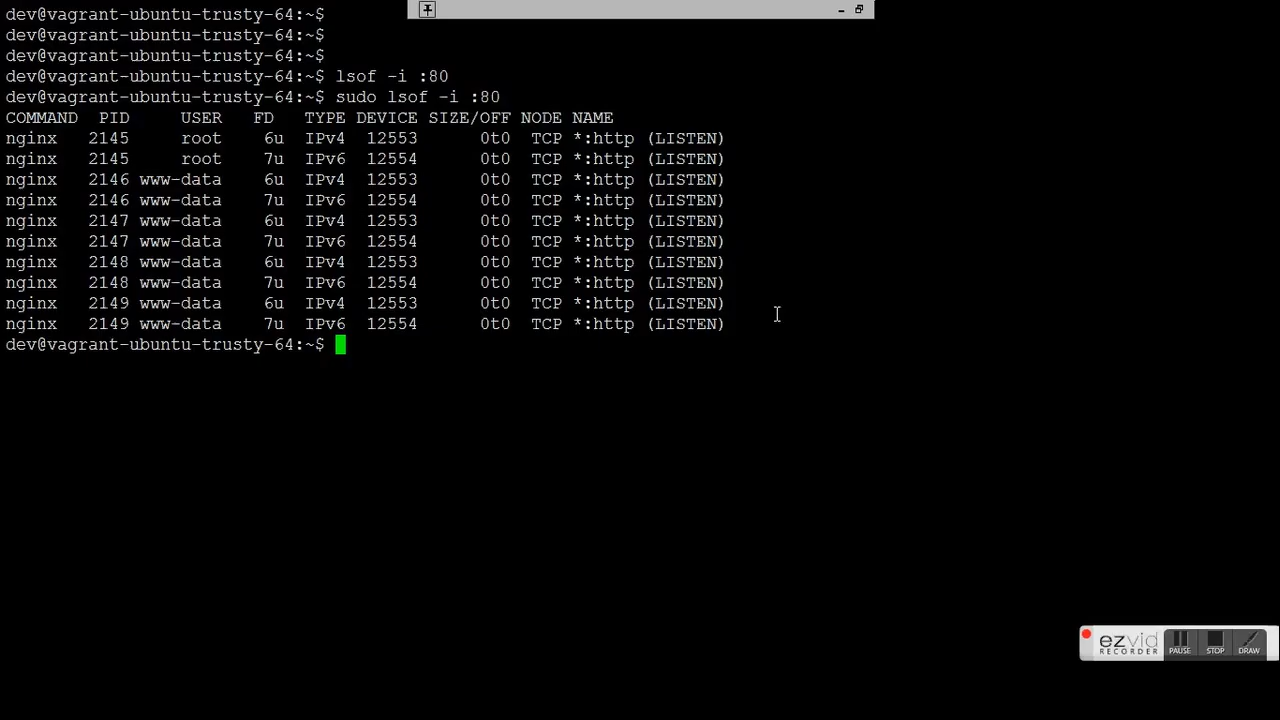 dev@vagrant-ubuntu-trusty-64:~$
dev@vagrant-ubuntu-trusty-64:~$
dev@vagrant-ubuntu-trusty-64:~$
dev@vagrant-ubuntu-trusty-64:~$ lsof -i :80
dev@vagrant-ubuntu-trusty-64:~$ sudo lsof -i :80
COMMAND  PID     USER   FD   TYPE DEVICE SIZE/OFF NODE NAME
nginx   2145     root    6u  IPv4  12553      0t0  TCP *:http (LISTEN)
nginx   2145     root    7u  IPv6  12554      0t0  TCP *:http (LISTEN)
nginx   2146 www-data    6u  IPv4  12553      0t0  TCP *:http (LISTEN)
nginx   2146 www-data    7u  IPv6  12554      0t0  TCP *:http (LISTEN)
nginx   2147 www-data    6u  IPv4  12553      0t0  TCP *:http (LISTEN)
nginx   2147 www-data    7u  IPv6  12554      0t0  TCP *:http (LISTEN)
nginx   2148 www-data    6u  IPv4  12553      0t0  TCP *:http (LISTEN)
nginx   2148 www-data    7u  IPv6  12554      0t0  TCP *:http (LISTEN)
nginx   2149 www-data    6u  IPv4  12553      0t0  TCP *:http (LISTEN)
nginx   2149 www-data    7u  IPv6  12554      0t0  TCP *:http (LISTEN)
dev@vagrant-ubuntu-trusty-64:~$
ezvid
RECORDER
PAUSE STOP DRAW